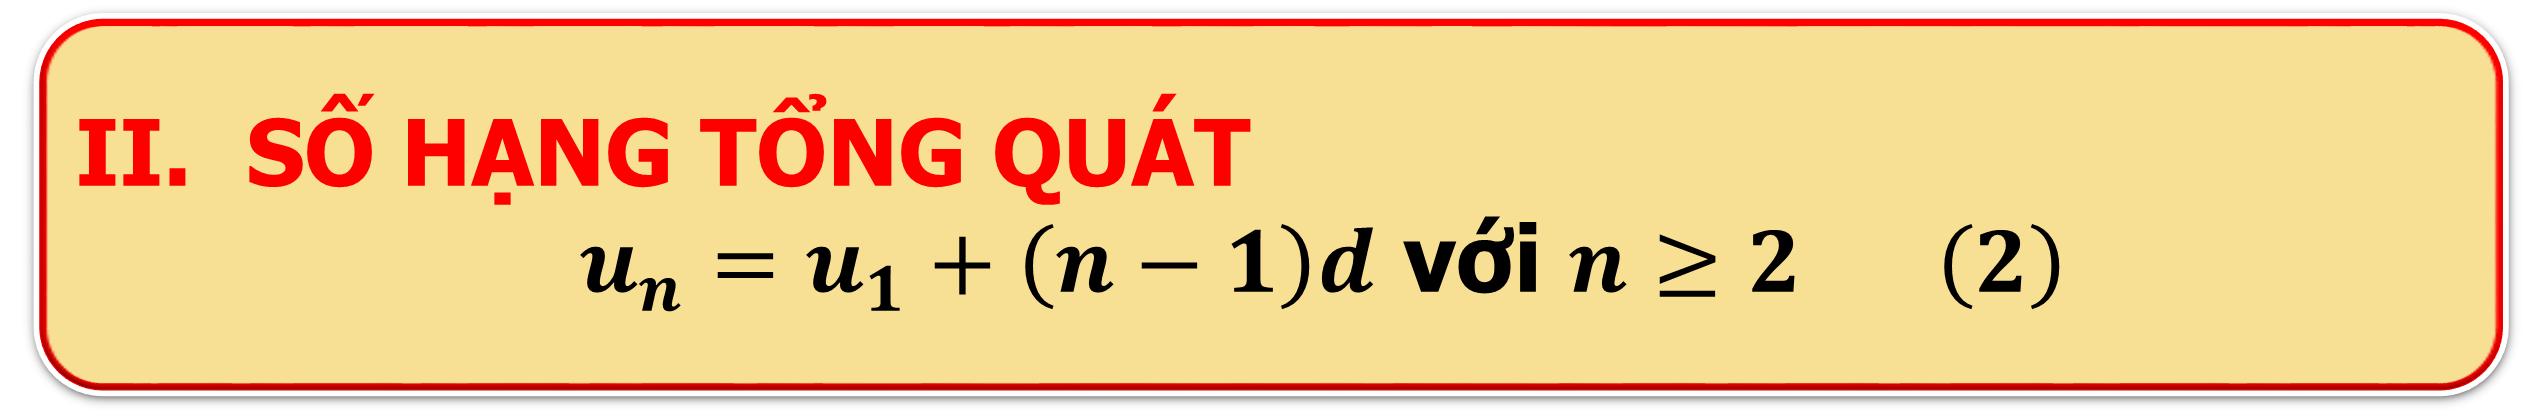 II. SỐ HẠNG TỔNG QUÁT
uₙ = u₁ + (n − 1)d với n ≥ 2 (2)